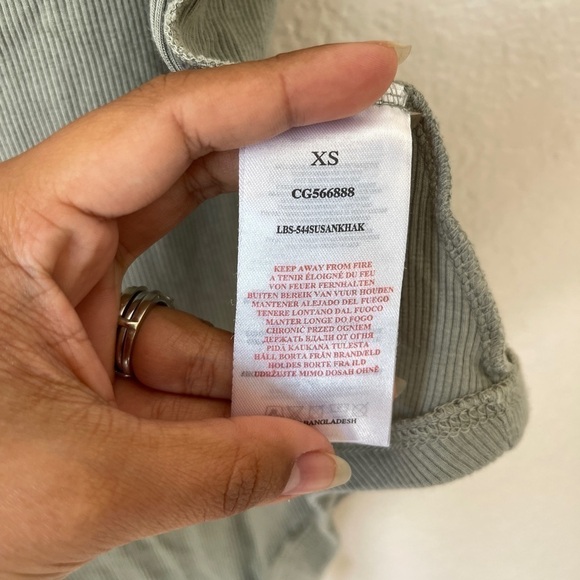 XS
CG566888
LBS-544SUSANKHAK
KEEP AWAY FROM FIRE
A TENIR ÉLOIGNÉ DU FEU
VON FEUER FERNHALTEN
BUITEN BEREIK VAN VUUR HOUDEN
MANTENER ALEJADO DEL FUEGO
TENERE LONTANO DAL FUOCO
MANTER LONGE DO FOGO
CHRONIĆ PRZED OGNIEM
ДЕРЖАТЬ ВДАЛИ ОТ ОГНЯ
PIDÄ KAUKANA TULESTA
HÅLL BORTA FRÅN BRAND/ELD
HOLDES BORTE FRA ILD
UDRŽUJTE MIMO DOSAH OHNĚ
BANGLADESH